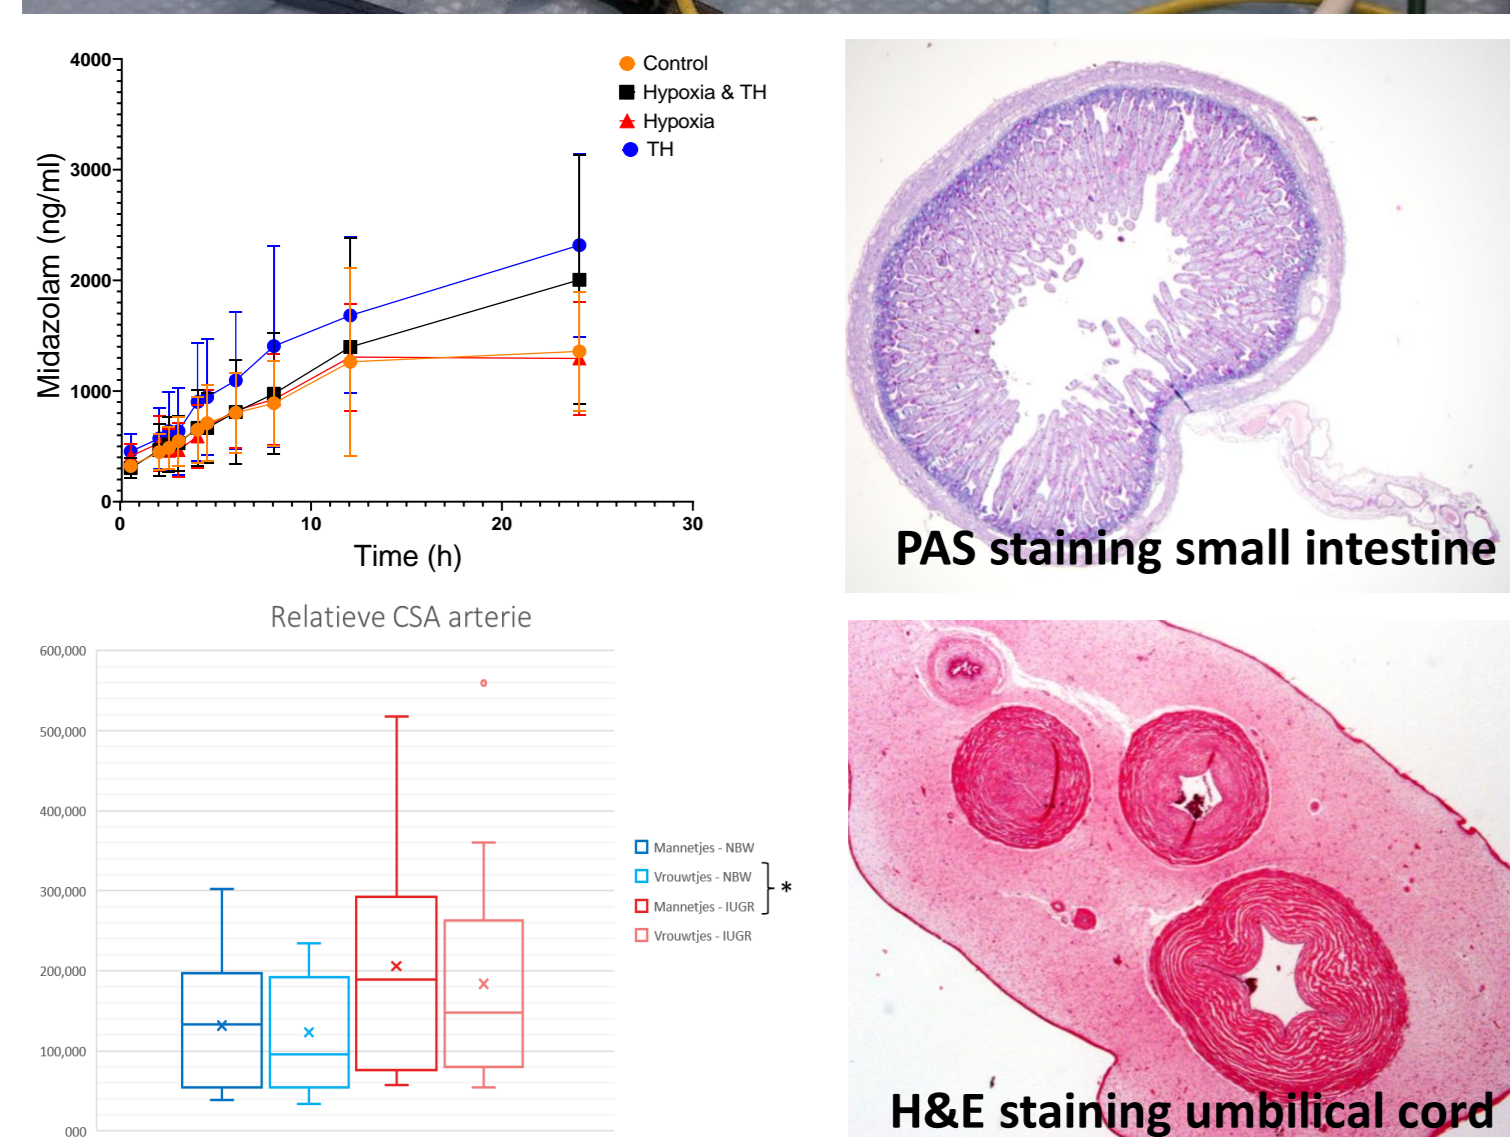 4000
3000
2000
1000
0
Midazolam (ng/ml)
0 10 20 30
Time (h)
Control
Hypoxia & TH
Hypoxia
TH
PAS staining small intestine
Relatieve CSA arterie
600,000
500,000
400,000
300,000
200,000
100,000
000
Mannetjes - NBW
Vrouwtjes - NBW
*
Mannetjes - IUGR
Vrouwtjes - IUGR
H&E staining umbilical cord